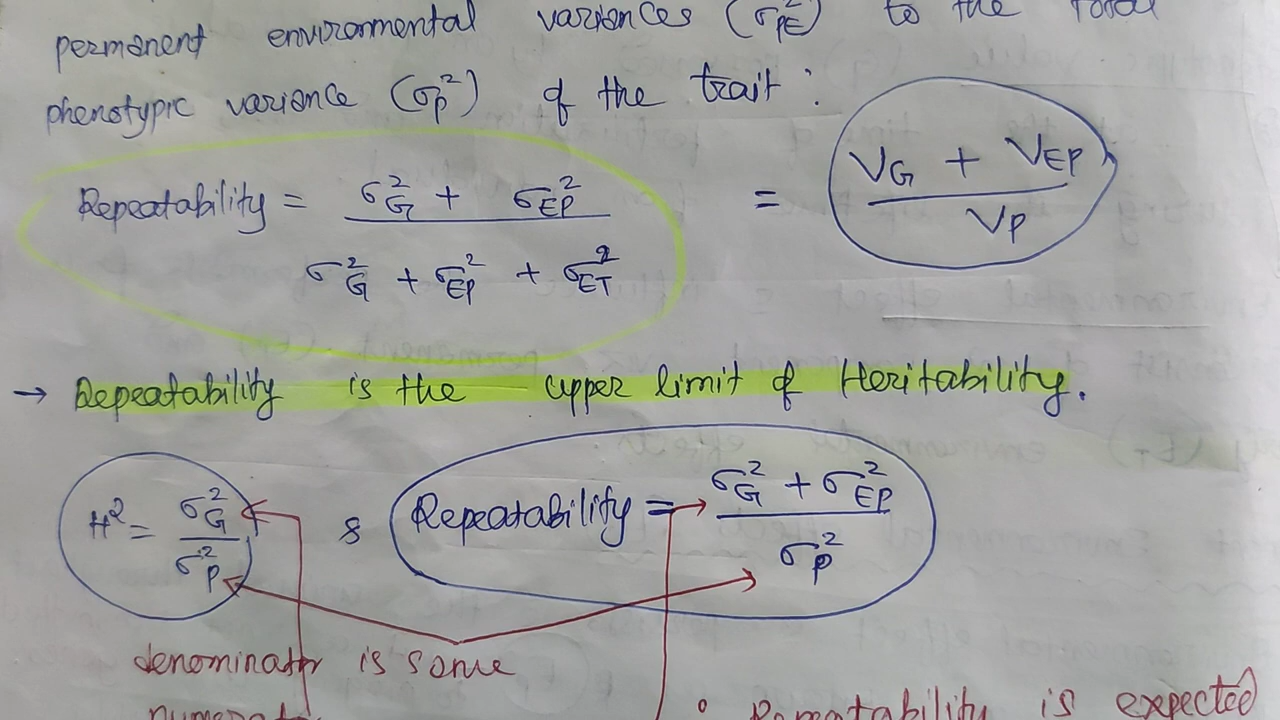 permanent environmental variances (σ²PE) to the Total
phenotypic variance (σ²P) of the trait :
Repeatability = (σ²G + σ²EP) / (σ²G + σ²EP + σ²ET) = (VG + VEP) / VP
→ Repeatability is the upper limit of Heritability.
H² = σ²G / σ²P & Repeatability = (σ²G + σ²EP) / σ²P
denominator is same
Repeatability is expected